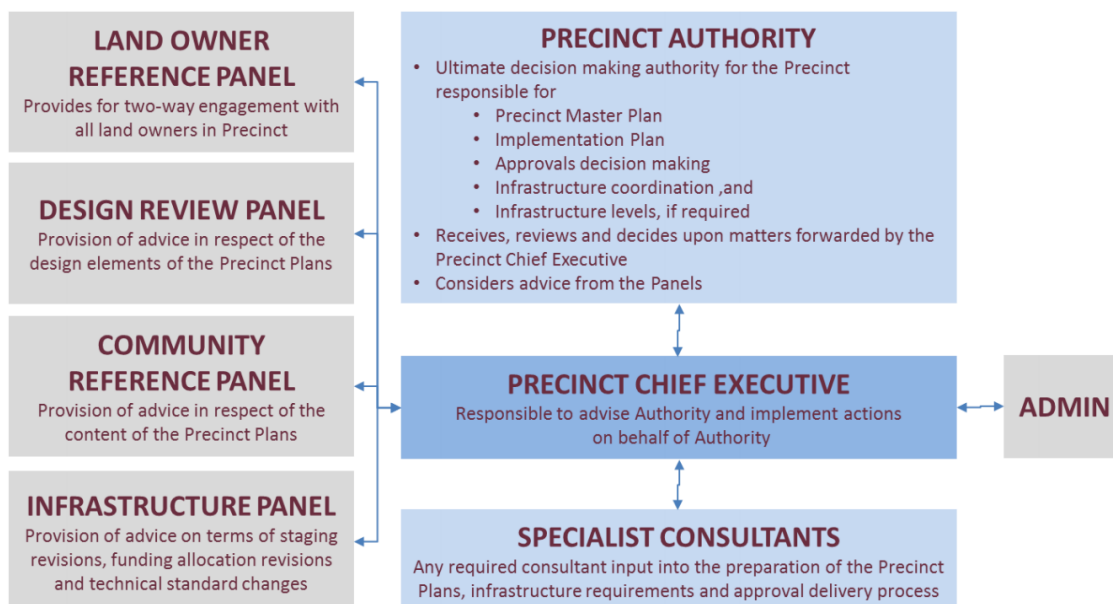 LAND OWNER
REFERENCE PANEL
Provides for two-way engagement with
all land owners in Precinct
DESIGN REVIEW PANEL
Provision of advice in respect of the
design elements of the Precinct Plans
COMMUNITY
REFERENCE PANEL
Provision of advice in respect of the
content of the Precinct Plans
INFRASTRUCTURE PANEL
Provision of advice on terms of staging
revisions, funding allocation revisions
and technical standard changes
PRECINCT AUTHORITY
• Ultimate decision making authority for the Precinct
responsible for
• Precinct Master Plan
• Implementation Plan
• Approvals decision making
• Infrastructure coordination ,and
• Infrastructure levels, if required
• Receives, reviews and decides upon matters forwarded by the
Precinct Chief Executive
• Considers advice from the Panels
PRECINCT CHIEF EXECUTIVE
Responsible to advise Authority and implement actions
on behalf of Authority
SPECIALIST CONSULTANTS
Any required consultant input into the preparation of the Precinct
Plans, infrastructure requirements and approval delivery process
ADMIN